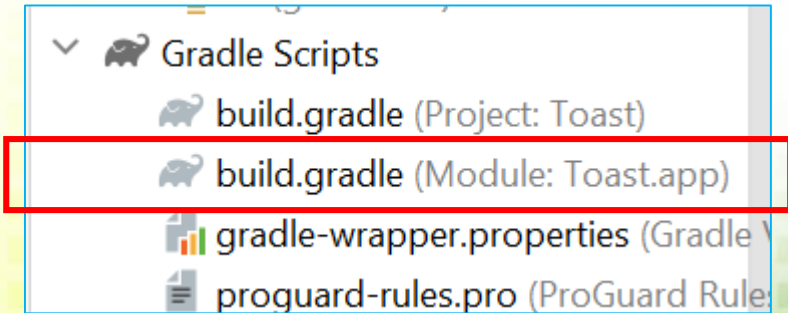 Gradle Scripts
build.gradle (Project: Toast)
build.gradle (Module: Toast.app)
gradle-wrapper.properties (Gradle
proguard-rules.pro (ProGuard Rule